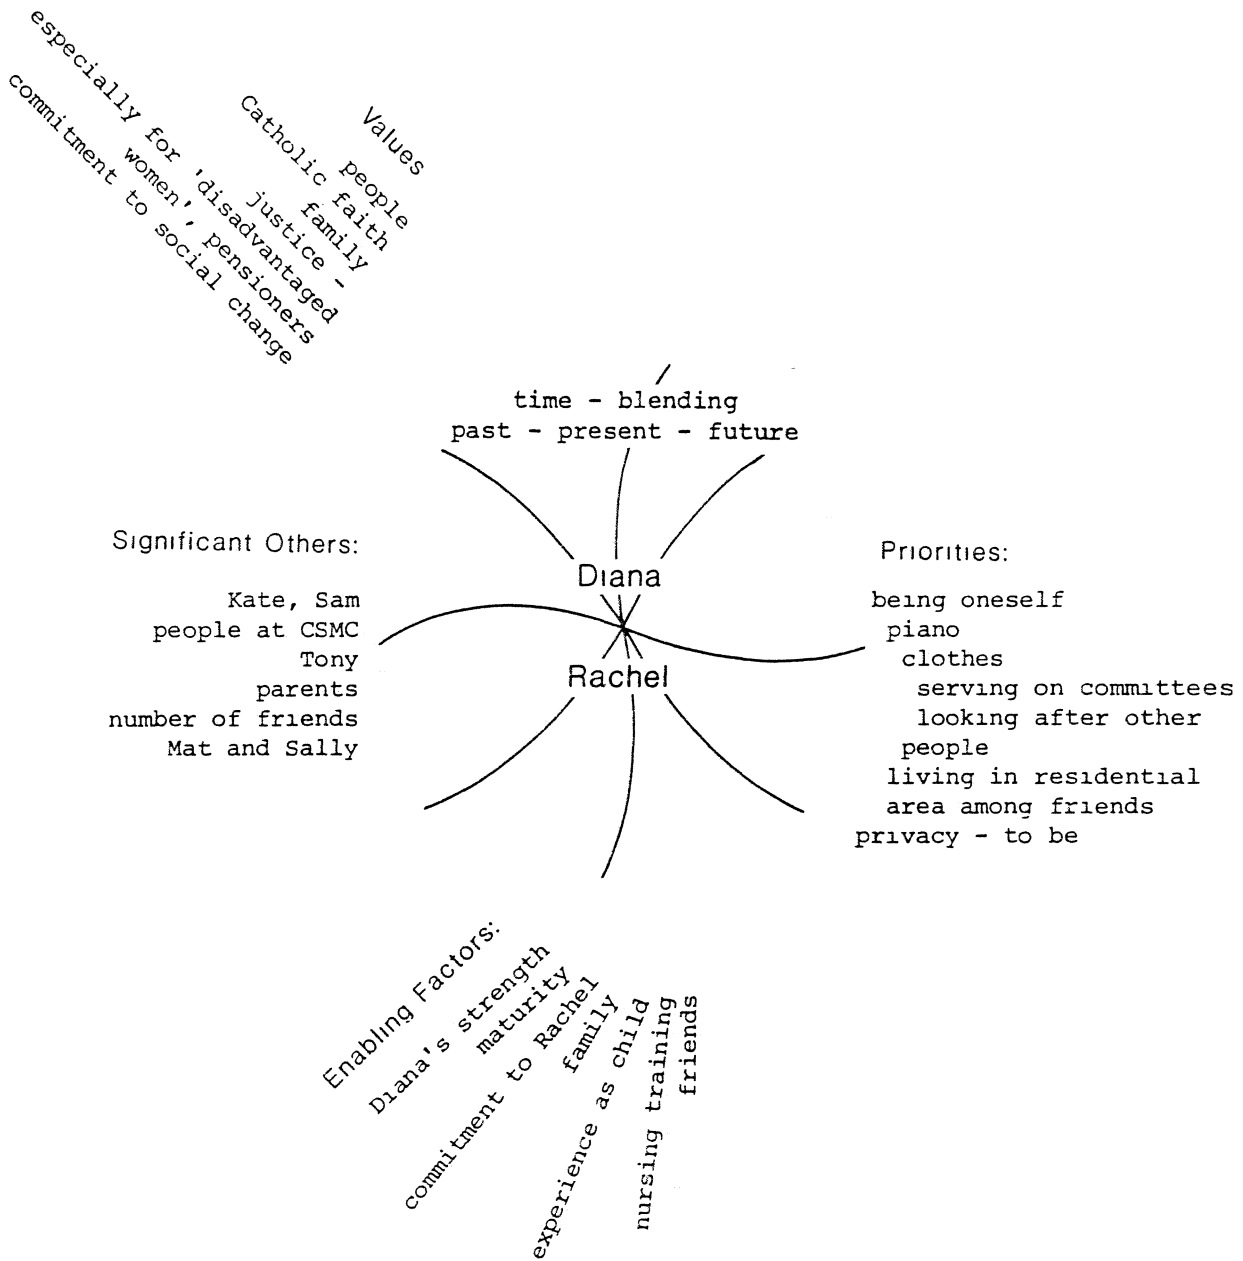 Values
people
Catholic faith
family
justice -
especially for 'disadvantaged
women', pensioners
commitment to social change
time - blending
past - present - future
Significant Others:
Kate, Sam
people at CSMC
Tony
parents
number of friends
Mat and Sally
Diana
Rachel
Priorities:
being oneself
piano
clothes
serving on committees
looking after other
people
living in residential
area among friends
privacy - to be
Enabling Factors:
Diana's strength
maturity
commitment to Rachel
family
experience as child
nursing training
friends